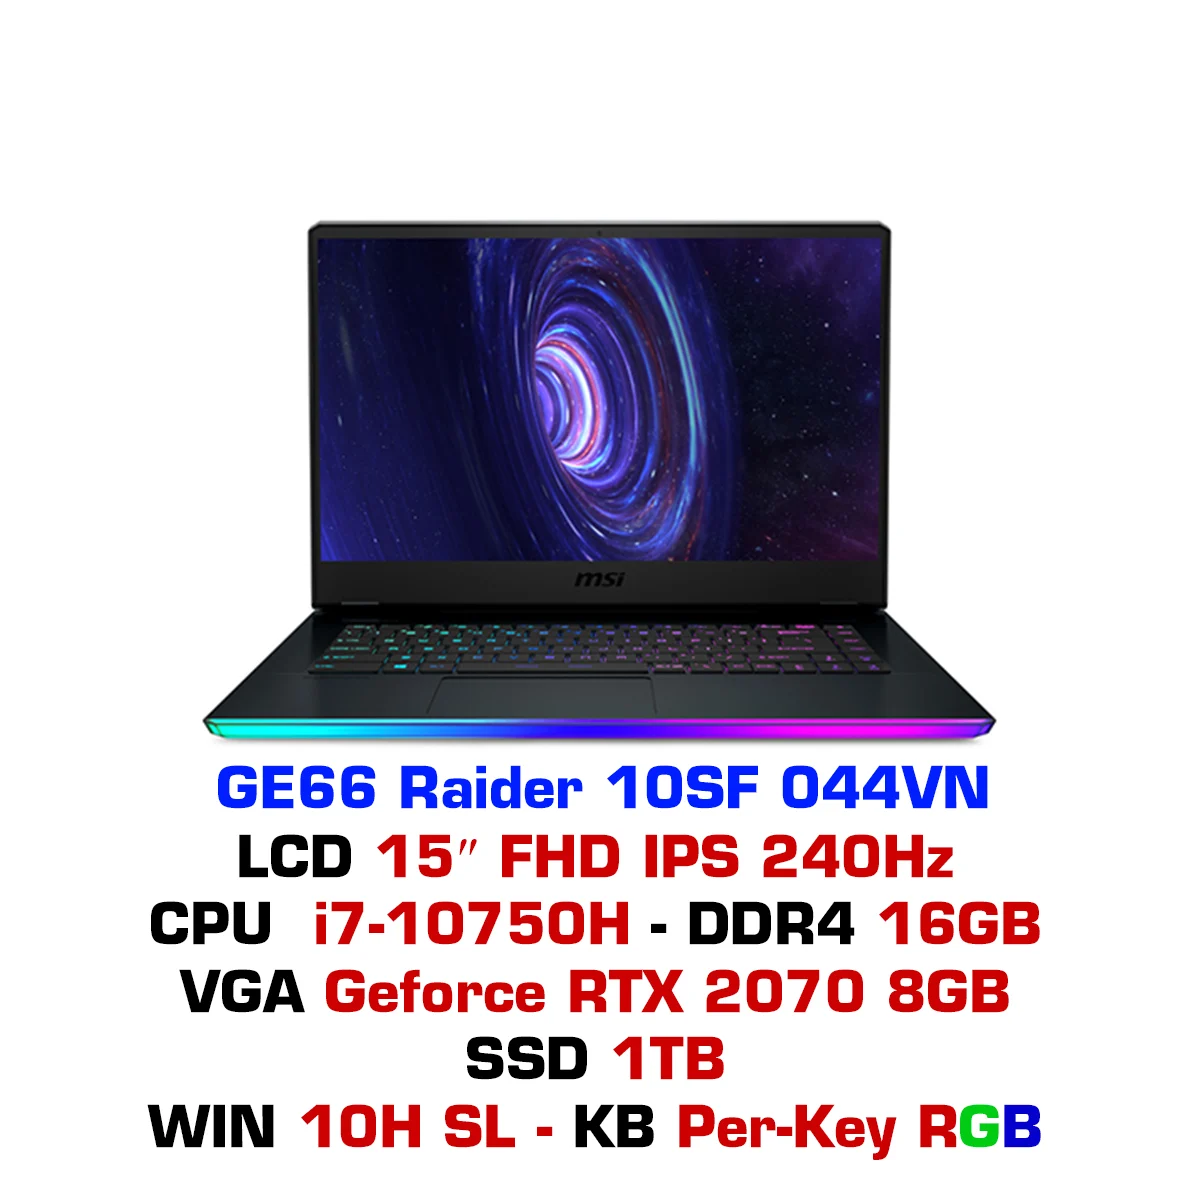 msi
GE66 Raider 10SF 044VN
LCD 15″ FHD IPS 240Hz
CPU i7-10750H - DDR4 16GB
VGA Geforce RTX 2070 8GB
SSD 1TB
WIN 10H SL - KB Per-Key RGB